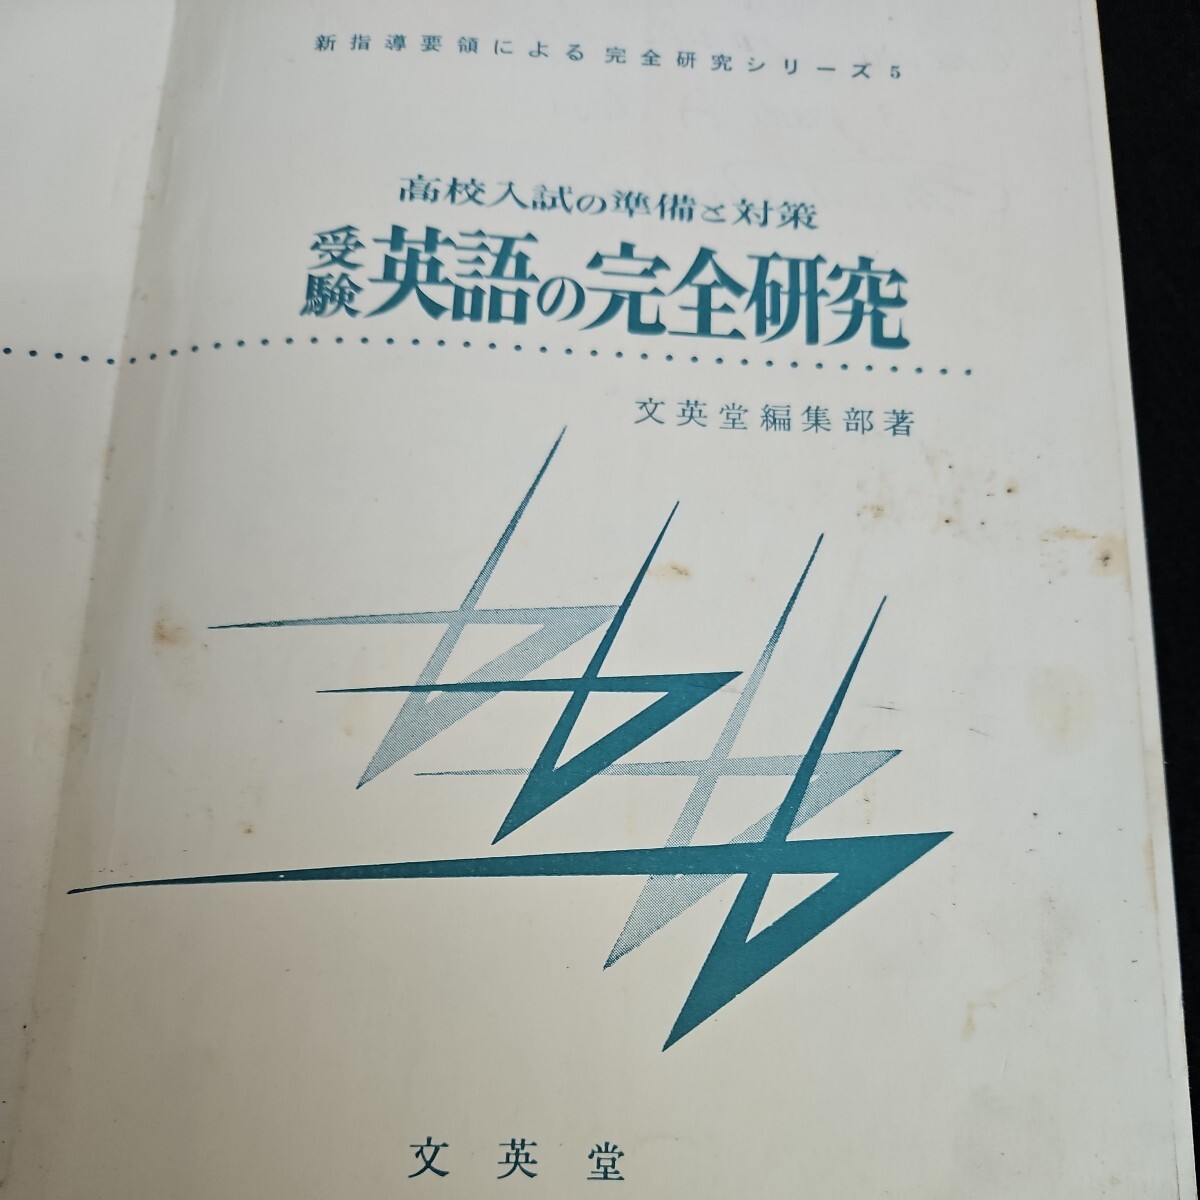 新指導要領による 完全研究シリーズ 5
高校入試の準備と対策
受験 英語の完全研究
文英堂編集部著
文英堂